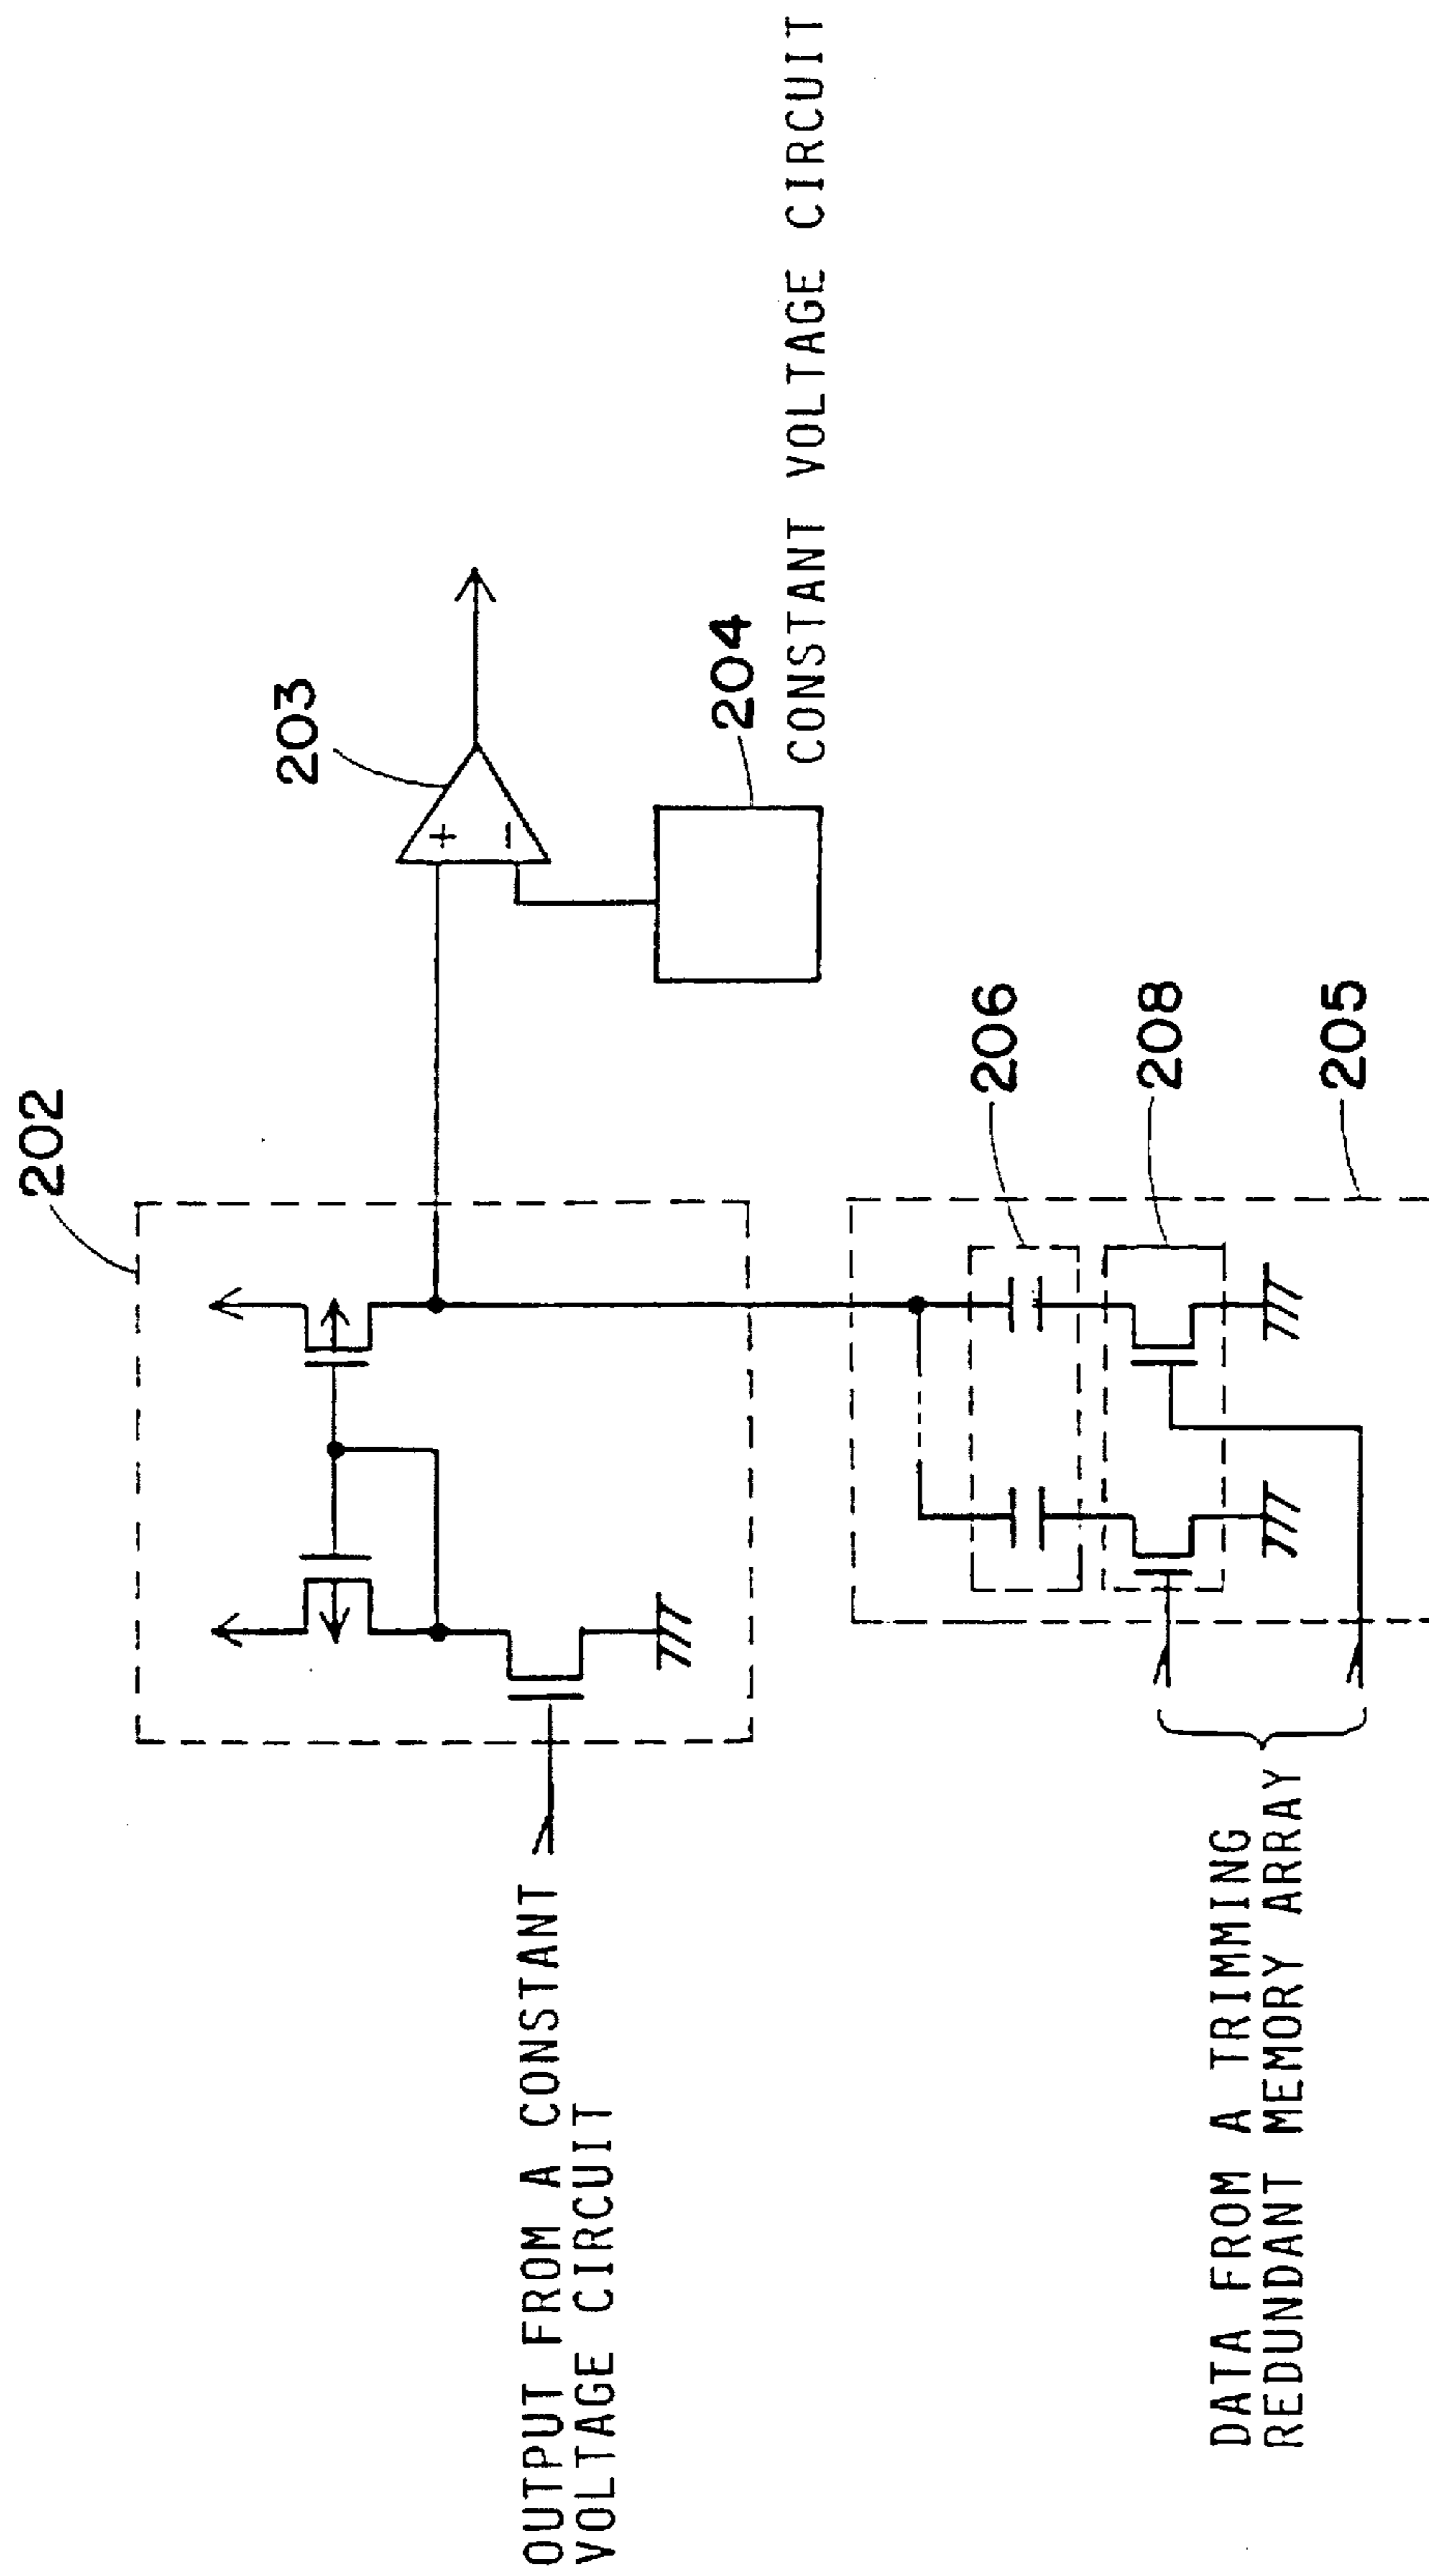 202
203
+
−
204
CONSTANT VOLTAGE CIRCUIT
OUTPUT FROM A CONSTANT
VOLTAGE CIRCUIT
206
208
205
DATA FROM A TRIMMING
REDUNDANT MEMORY ARRAY